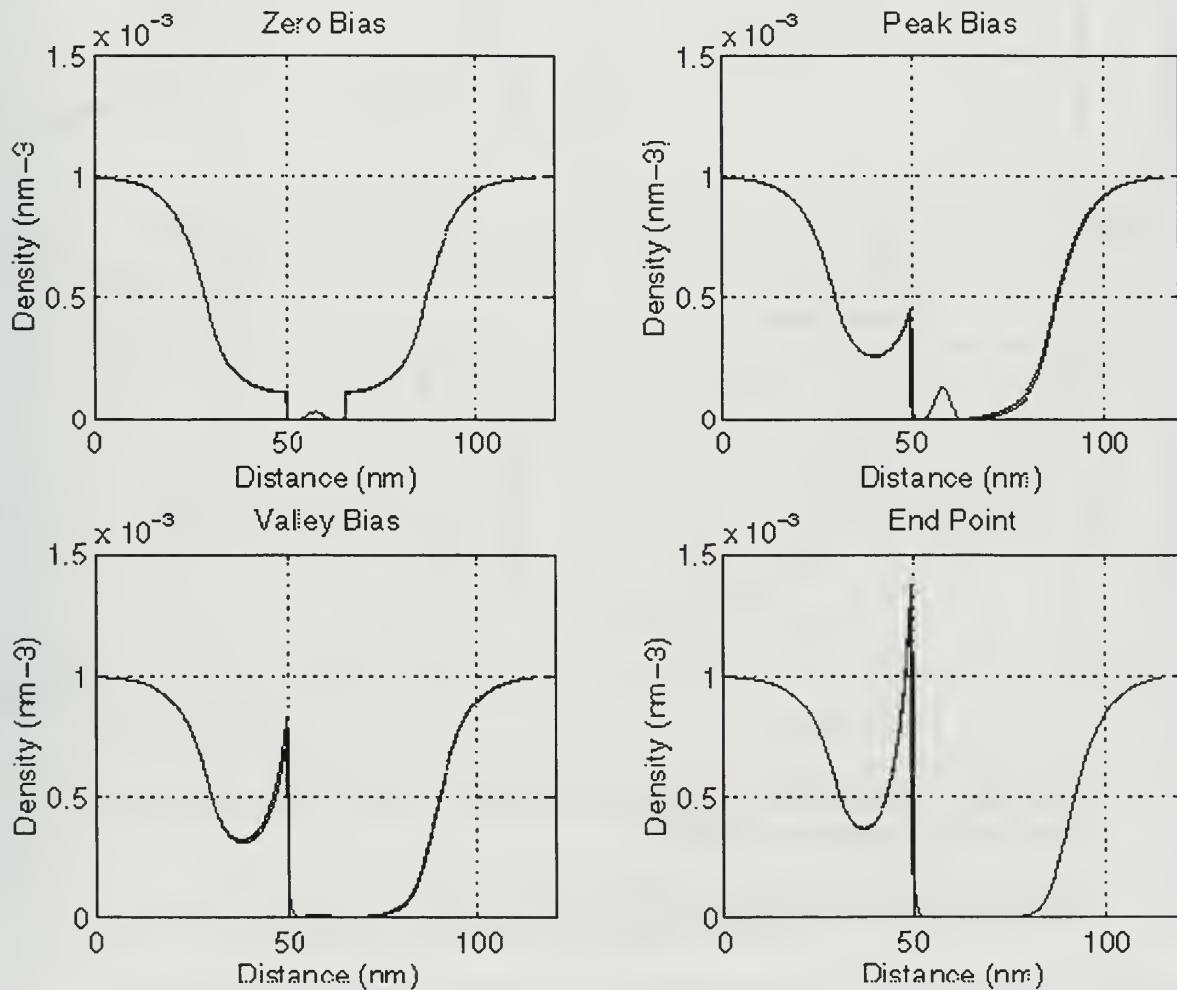 Zero Bias
x 10⁻³
1.5
1
0.5
0
Density (nm−3
0
50
100
Distance (nm)
Peak Bias
x 10⁻³
1.5
1
0.5
0
Density (nm−3)
0
50
100
Distance (nm)
Valley Bias
x 10⁻³
1.5
1
0.5
0
Density (nm−3)
0
50
100
Distance (nm)
End Point
x 10⁻³
1.5
1
0.5
0
Density (nm−3)
0
50
100
Distance (nm)